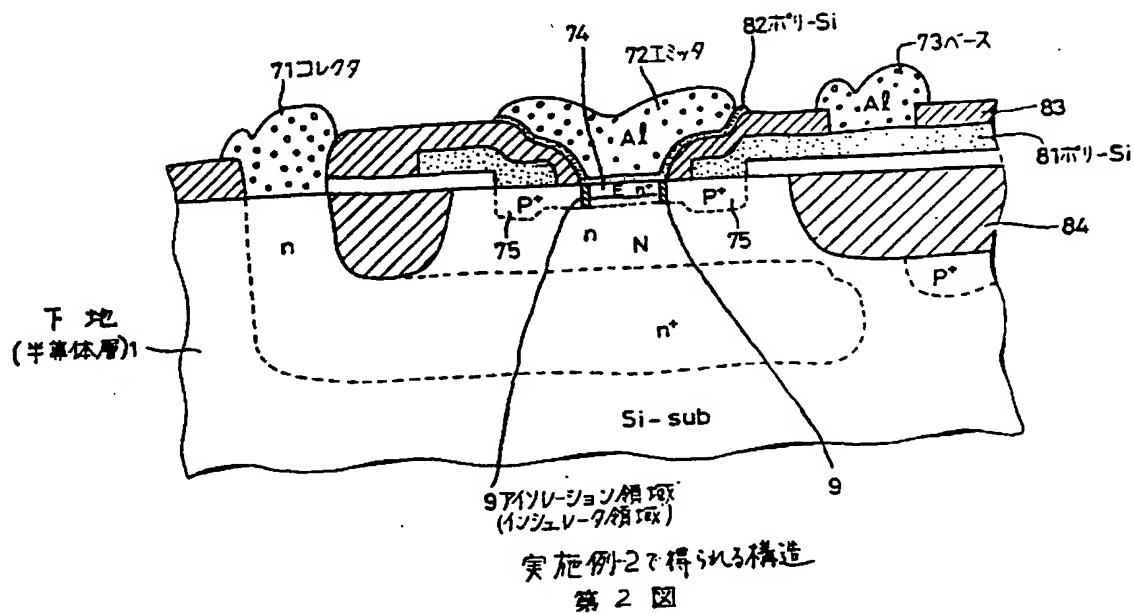 74
82ポリ-Si
71コレクタ
72エミッタ
73ベース
Al
Al
83
81ポリ-Si
E n⁺
P⁺
P⁺
75
n
N
75
84
n
P⁺
下地
(半導体層)1
n⁺
Si-sub
9アイソレーション領域
(インシュレータ領域)
9
実施例-2で得られる構造
第 2 図